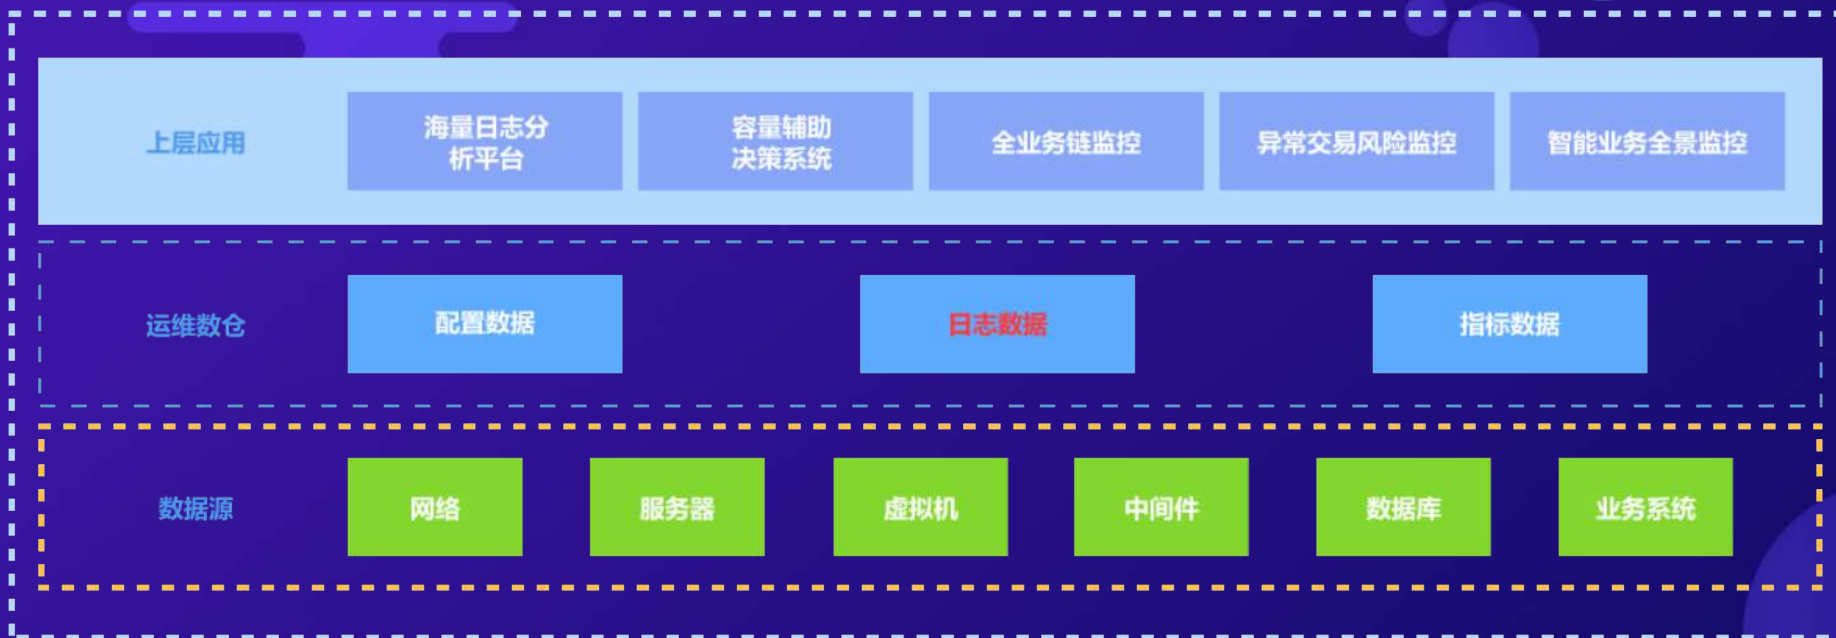 上层应用
海量日志分
析平台
容量辅助
决策系统
全业务链监控
异常交易风险监控
智能业务全景监控
运维数仓
配置数据
日志数据
指标数据
数据源
网络
服务器
虚拟机
中间件
数据库
业务系统